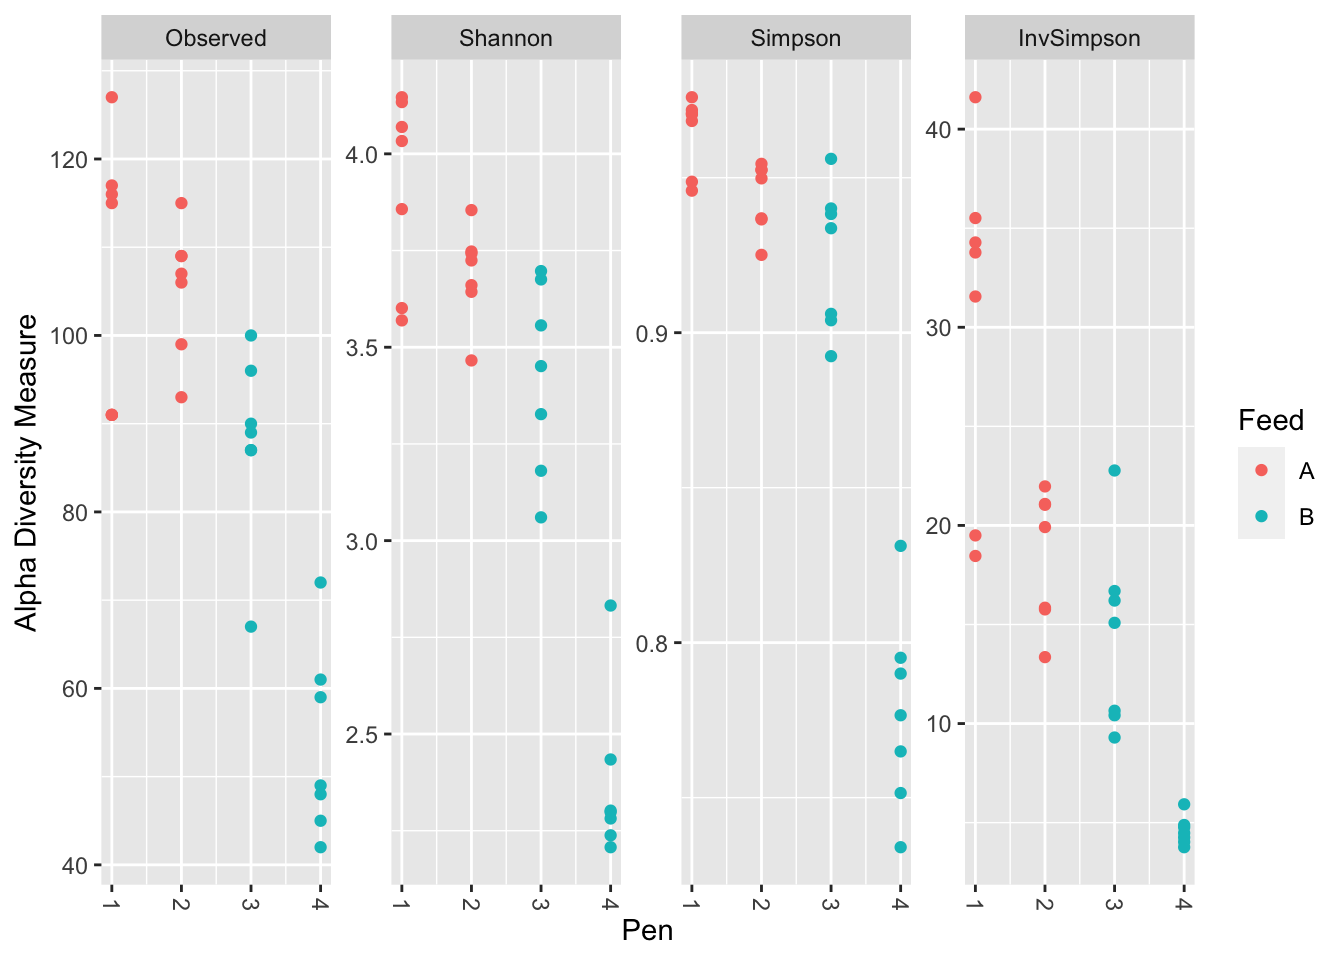 Observed Shannon Simpson InvSimpson
120
100
80
60
40
4.0
3.5
3.0
2.5
0.9
0.8
40
30
20
10
1 2 3 4 1 2 3 4 1 2 3 4 1 2 3 4
Pen
Alpha Diversity Measure
Feed
A
B